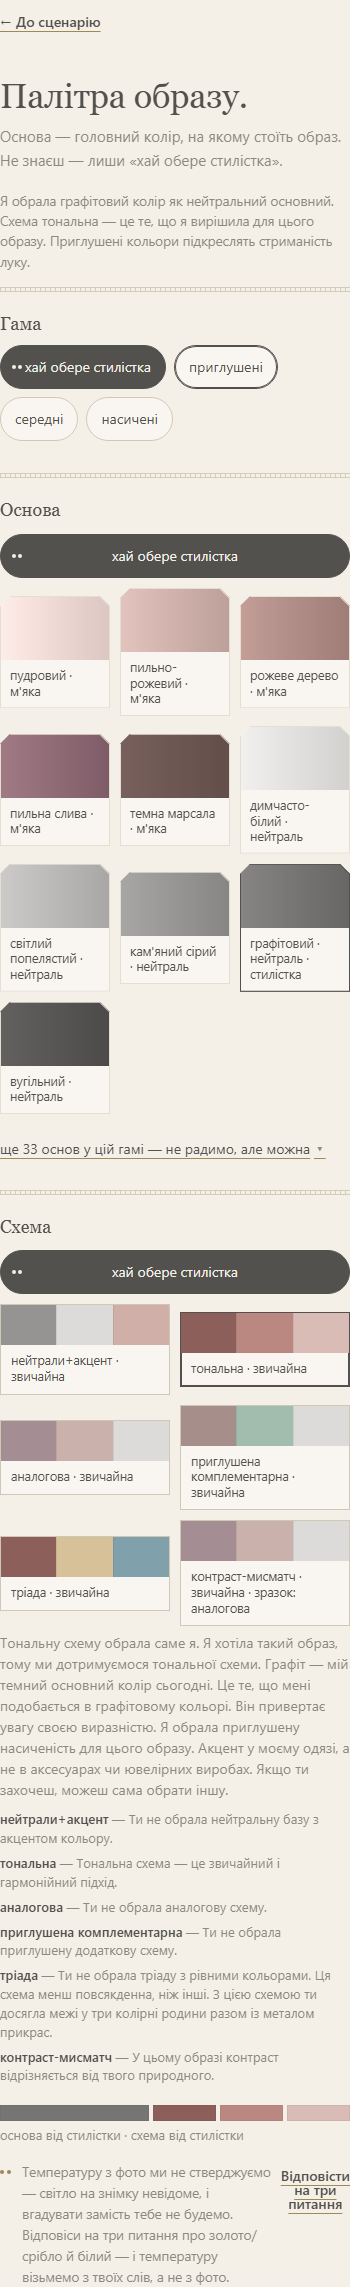 ← До сценарію
Палітра образу.
Основа — головний колір, на якому стоїть образ.
Не знаєш — лиши «хай обере стилістка».
Я обрала графітовий колір як нейтральний основний.
Схема тональна — це те, що я вирішила для цього
образу. Приглушені кольори підкреслять стриманість
луку.
Гама
хай обере стилістка
приглушені
середні
насичені
Основа
хай обере стилістка
пудровий ·
м'яка
пильно-
рожевий ·
м'яка
рожеве дерево
· м'яка
пильна слива ·
м'яка
темна марсала
· м'яка
димчасто-
білий ·
нейтраль
світлий
попелястий ·
нейтраль
кам'яний сірий
· нейтраль
графітовий ·
нейтраль ·
стилістка
вугільний ·
нейтраль
ще 33 основ у цій гамі — не радимо, але можна ▾
Схема
хай обере стилістка
нейтрали+акцент ·
звичайна
тональна · звичайна
аналогова · звичайна
приглушена
комплементарна ·
звичайна
тріада · звичайна
контраст-мисматч ·
звичайна · зразок:
аналогова
Тональну схему обрала саме я. Я хотіла такий образ,
тому ми дотримуємося тональної схеми. Графіт — мій
темний основний колір сьогодні. Це те, що мені
подобається в графітовому кольорі. Він привертає
увагу своєю виразністю. Я обрала приглушену
насиченість для цього образу. Акцент у моєму одязі, а
не в аксесуарах чи ювелірних виробах. Якщо ти
захочеш, можеш сама обрати іншу.
нейтрали+акцент — Ти не обрала нейтральну базу з
акцентом кольору.
тональна — Тональна схема — це звичайний і
гармонійний підхід.
аналогова — Ти не обрала аналогову схему.
приглушена комплементарна — Ти не обрала
приглушену додаткову схему.
тріада — Ти не обрала тріаду з рівними кольорами. Ця
схема менш повсякденна, ніж інші. З цією схемою ти
досягла межі у три колірні родини разом із металом
прикрас.
контраст-мисматч — У цьому образі контраст
відрізняється від твого природного.
основа від стилістки · схема від стилістки
Температуру з фото ми не стверджуємо
— світло на знімку невідоме, і
вгадувати замість тебе не будемо.
Відповіси на три питання про золото/
срібло й білий — і температуру
візьмемо з твоїх слів, а не з фото.
Відповісти
на три
питання